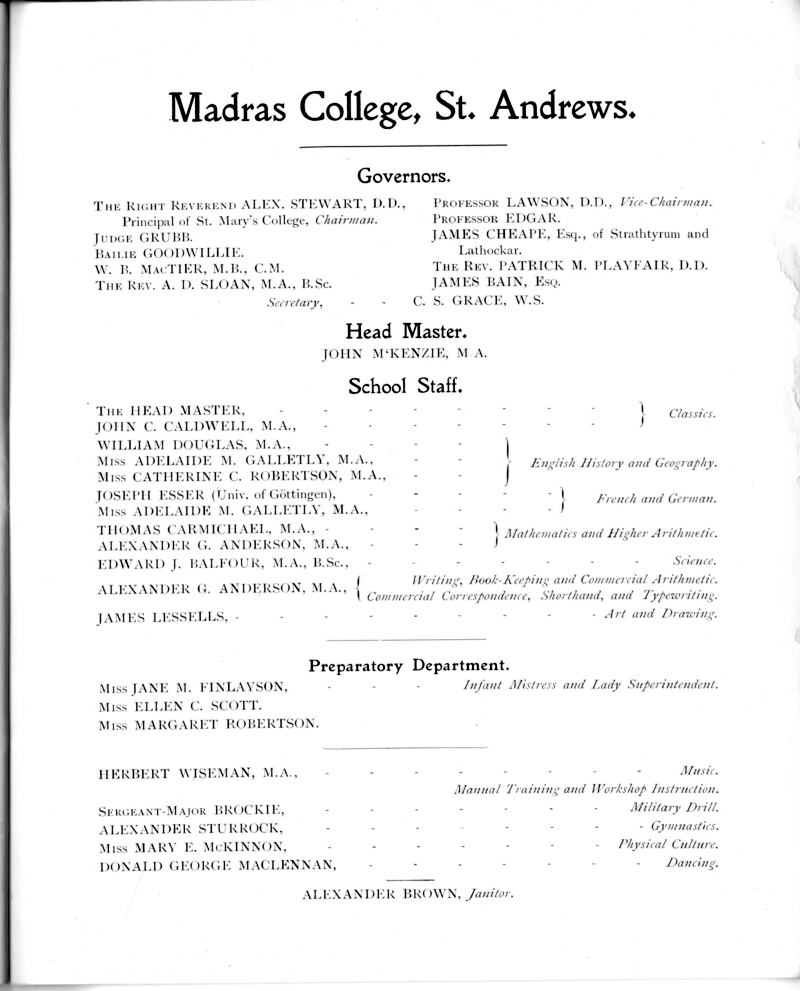 Madras College, St. Andrews.
Governors.
The Right Reverend ALEX. STEWART, D.D.,
Principal of St. Mary's College, Chairman.
Judge GRUBB.
Bailie GOODWILLIE.
W. B. MacTIER, M.B., C.M.
The Rev. A. D. SLOAN, M.A., B.Sc.
Professor LAWSON, D.D., Vice-Chairman.
Professor EDGAR.
JAMES CHEAPE, Esq., of Strathtyrum and
Lathockar.
The Rev. PATRICK M. PLAYFAIR, D.D.
JAMES BAIN, Esq.
Secretary, - - C. S. GRACE, W.S.
Head Master.
JOHN M‘KENZIE, M.A.
School Staff.
The HEAD MASTER, - - - - - - - -
JOHN C. CALDWELL, M.A., - - - - - - -
} Classics.
WILLIAM DOUGLAS, M.A., - - - -
Miss ADELAIDE M. GALLETLY, M.A., - -
Miss CATHERINE C. ROBERTSON, M.A., - -
} English History and Geography.
JOSEPH ESSER (Univ. of Göttingen), - - - - -
Miss ADELAIDE M. GALLETLY, M.A., - - - -
} French and German.
THOMAS CARMICHAEL, M.A., - - - -
ALEXANDER G. ANDERSON, M.A., - - -
} Mathematics and Higher Arithmetic.
EDWARD J. BALFOUR, M.A., B.Sc., - - - - - - - Science.
ALEXANDER G. ANDERSON, M.A., { Writing, Book-Keeping and Commercial Arithmetic.
Commercial Correspondence, Shorthand, and Typewriting.
JAMES LESSELLS, - - - - - - - - - Art and Drawing.
Preparatory Department.
Miss JANE M. FINLAYSON, - - - Infant Mistress and Lady Superintendent.
Miss ELLEN C. SCOTT.
Miss MARGARET ROBERTSON.
HERBERT WISEMAN, M.A., - - - - - - - - Music.
Manual Training and Workshop Instruction.
Sergeant-Major BROCKIE, - - - - - - - Military Drill.
ALEXANDER STURROCK, - - - - - - - - Gymnastics.
Miss MARY E. McKINNON, - - - - - - - Physical Culture.
DONALD GEORGE MACLENNAN, - - - - - - - Dancing.
ALEXANDER BROWN, Janitor.